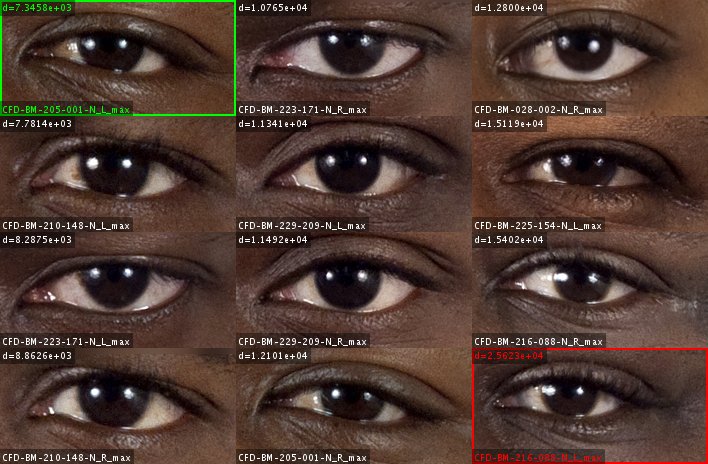 d=7.3458e+03
CFD-BM-205-001-N_L_max
d=1.0765e+04
CFD-BM-223-171-N_R_max
d=1.2800e+04
CFD-BM-028-002-N_R_max
d=7.7814e+03
CFD-BM-210-148-N_L_max
d=1.1341e+04
CFD-BM-229-209-N_L_max
d=1.5119e+04
CFD-BM-225-154-N_L_max
d=8.2875e+03
CFD-BM-223-171-N_L_max
d=1.1492e+04
CFD-BM-229-209-N_R_max
d=1.5402e+04
CFD-BM-216-088-N_R_max
d=8.8626e+03
CFD-BM-210-148-N_R_max
d=1.2101e+04
CFD-BM-205-001-N_R_max
d=2.5623e+04
CFD-BM-216-088-N_L_max